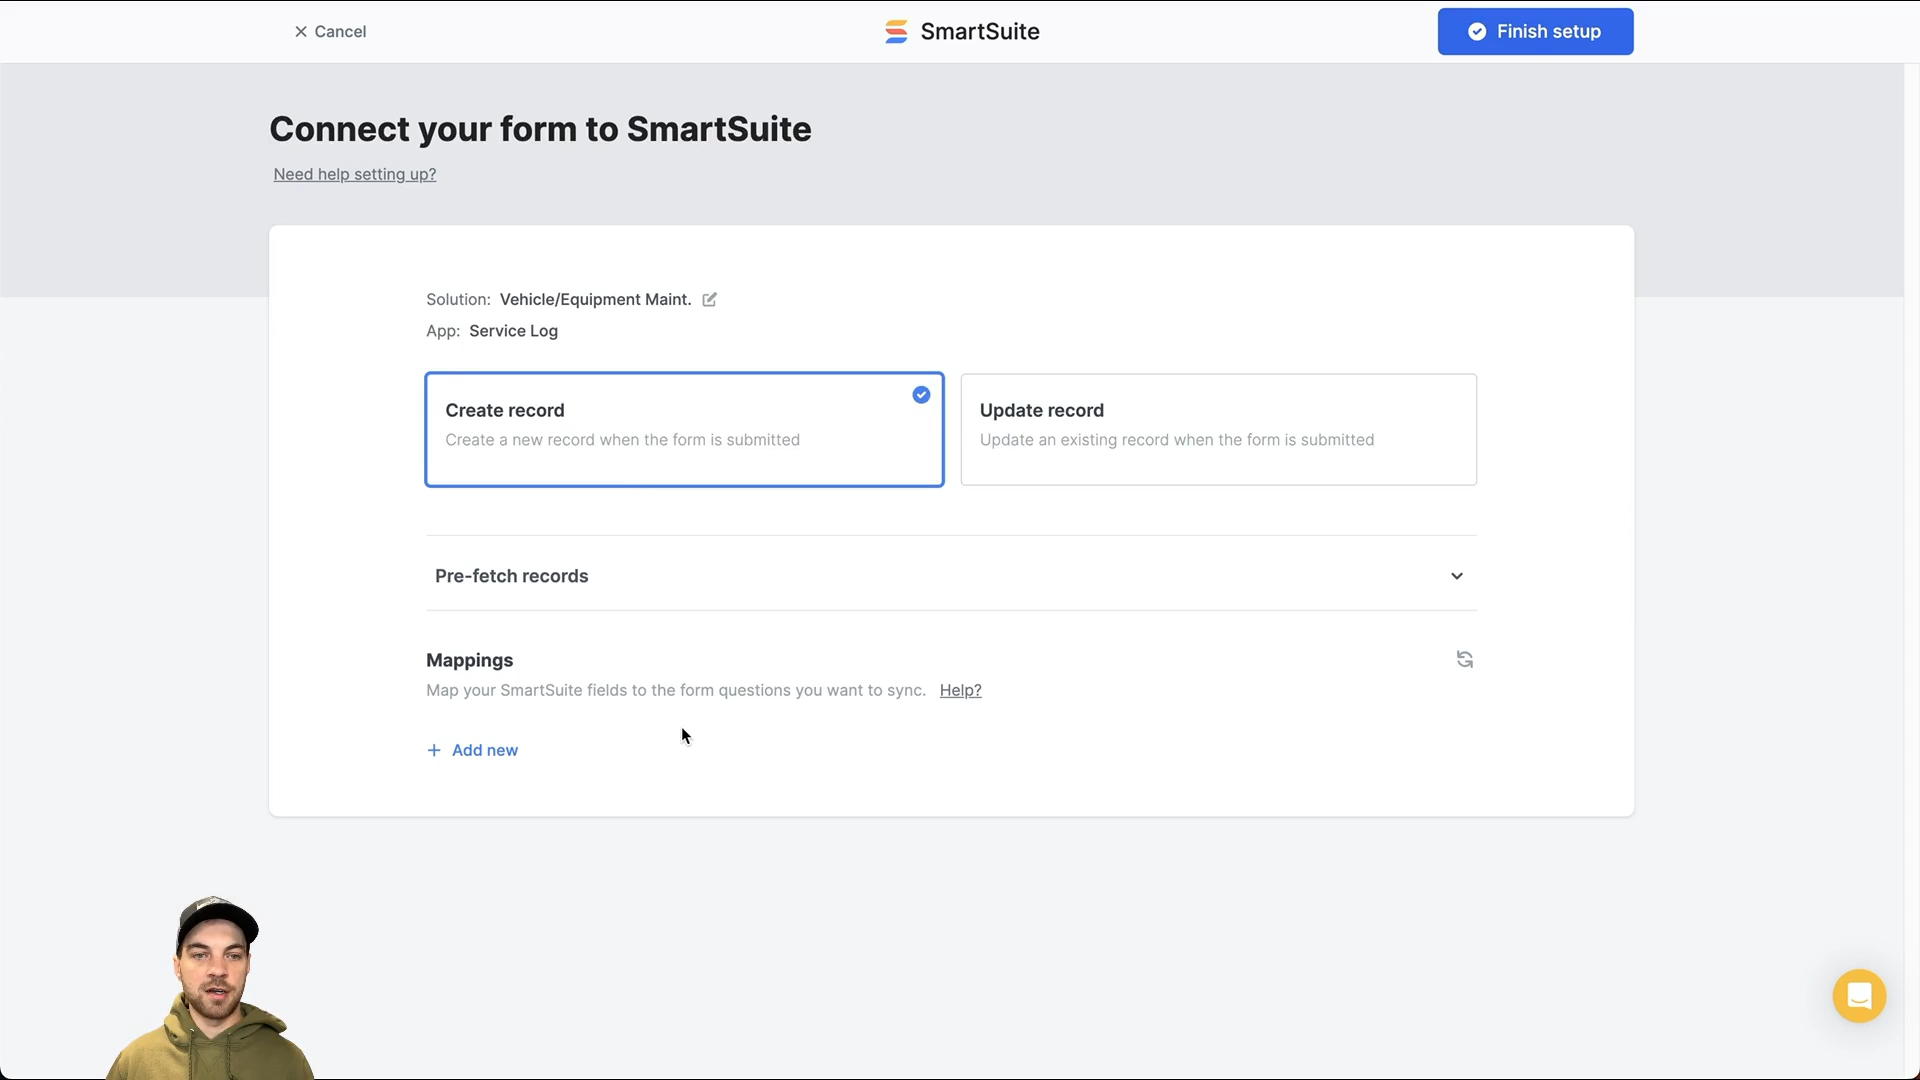 Cancel
SmartSuite
Finish setup
Connect your form to SmartSuite
Need help setting up?
Solution: Vehicle/Equipment Maint.
App: Service Log
Create record
Create a new record when the form is submitted
Update record
Update an existing record when the form is submitted
Pre-fetch records
Mappings
Map your SmartSuite fields to the form questions you want to sync. Help?
+ Add new